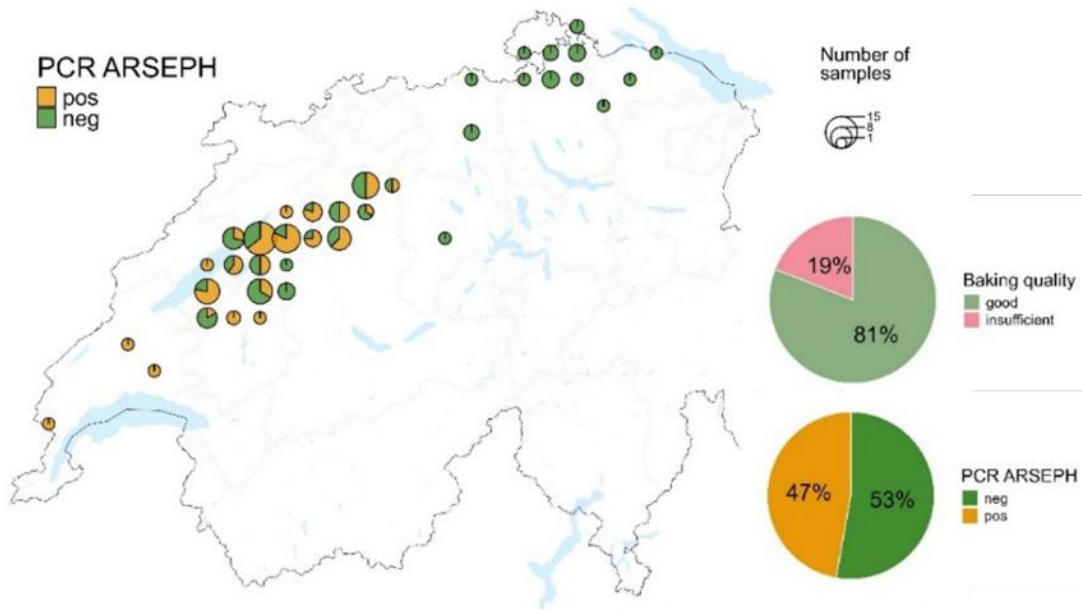 PCR ARSEPH
pos
neg
Number of
samples
15
8
1
19%
81%
Baking quality
good
insufficient
47%
53%
PCR ARSEPH
neg
pos